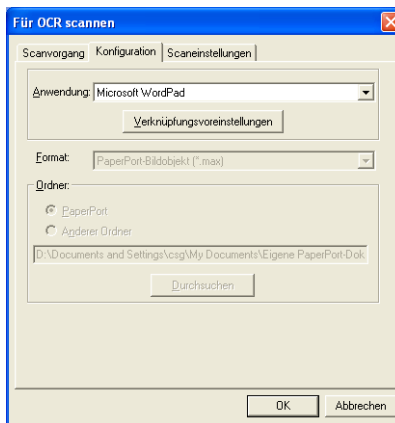 Für OCR scannen
Scanvorgang Konfiguration Scaneinstellungen
Anwendung: Microsoft WordPad
Verknüpfungsvoreinstellungen
Format: PaperPort-Bildobjekt (*.max)
Ordner:
PaperPort
Anderer Ordner
D:\Documents and Settings\csg\My Documents\Eigene PaperPort-Dok
Durchsuchen
OK Abbrechen